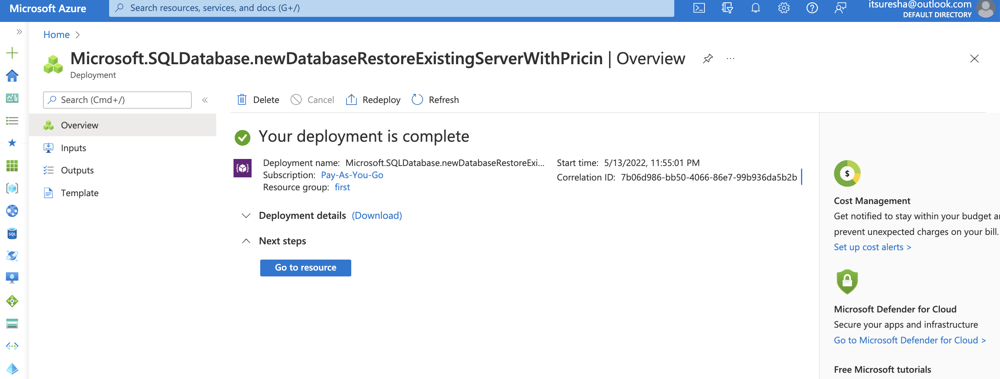 Microsoft Azure
Search resources, services, and docs (G+/)
itsuresha@outlook.com
DEFAULT DIRECTORY
Home
Microsoft.SQLDatabase.newDatabaseRestoreExistingServerWithPricin | Overview
Deployment
Search (Cmd+/)
Overview
Inputs
Outputs
Template
Delete
Cancel
Redeploy
Refresh
Your deployment is complete
Deployment name: Microsoft.SQLDatabase.newDatabaseRestoreExi...
Subscription: Pay-As-You-Go
Resource group: first
Start time: 5/13/2022, 11:55:01 PM
Correlation ID: 7b06d986-bb50-4066-86e7-99b936da5b2b
Deployment details (Download)
Next steps
Go to resource
$
Cost Management
Get notified to stay within your budget a
prevent unexpected charges on your bill.
Set up cost alerts >
Microsoft Defender for Cloud
Secure your apps and infrastructure
Go to Microsoft Defender for Cloud >
Free Microsoft tutorials
SQL